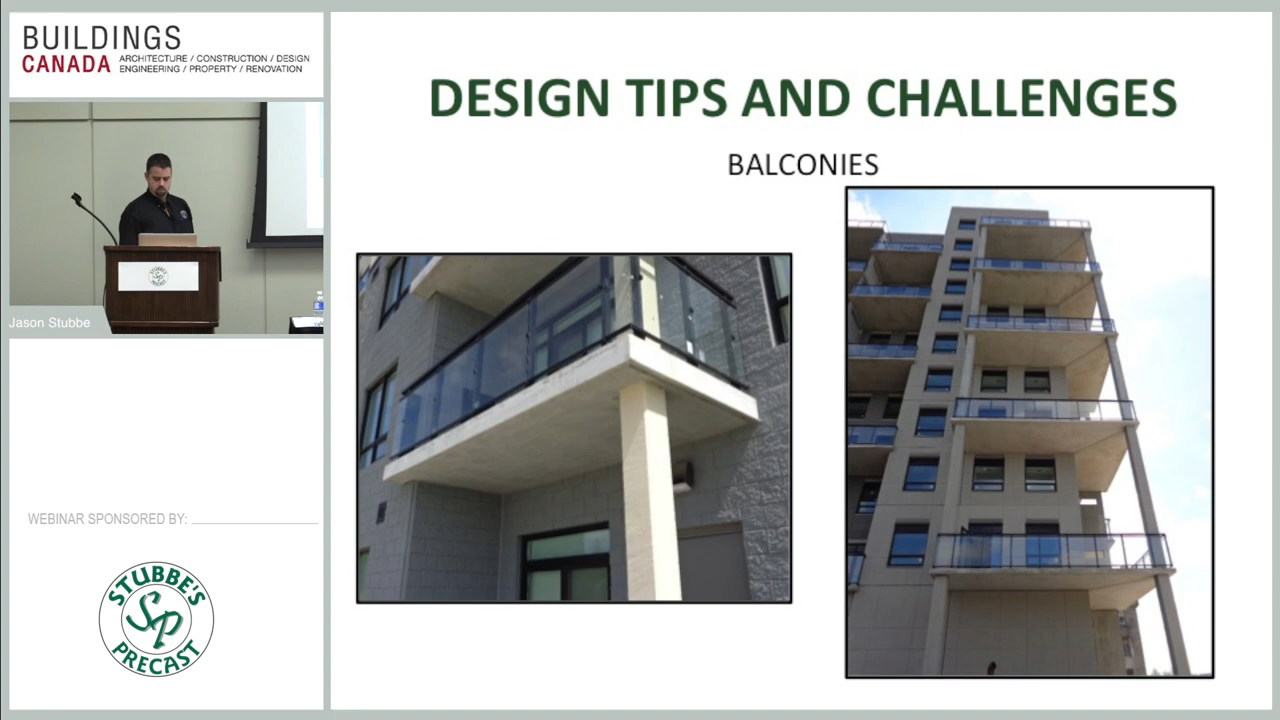 BUILDINGS
CANADA ARCHITECTURE / CONSTRUCTION / DESIGN
ENGINEERING / PROPERTY / RENOVATION
Jason Stubbe
WEBINAR SPONSORED BY:
STUBBE'S
SP
PRECAST
DESIGN TIPS AND CHALLENGES
BALCONIES